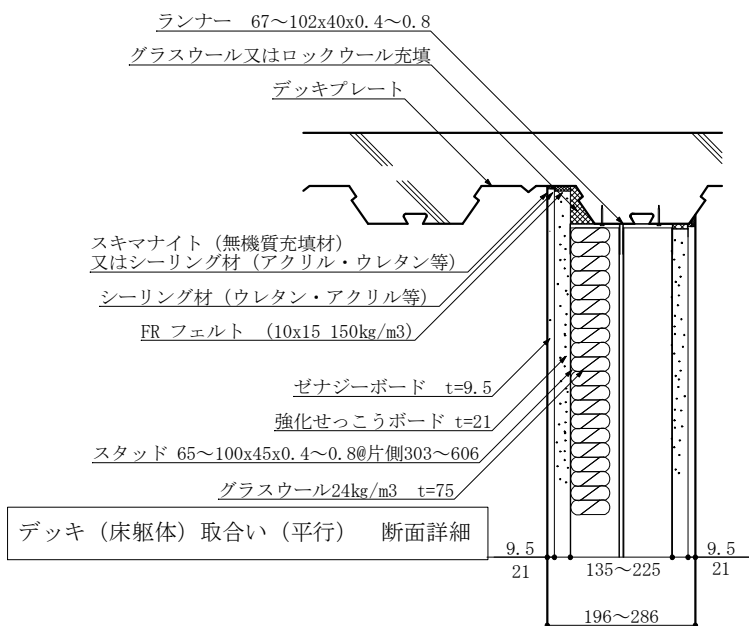 ランナー 67～102x40x0.4～0.8
グラスウール又はロックウール充填
デッキプレート
スキマナイト（無機質充填材）
又はシーリング材（アクリル・ウレタン等）
シーリング材（ウレタン・アクリル等）
FR フェルト （10x15 150kg/m3）
ゼナジーボード t=9.5
強化せっこうボード t=21
スタッド 65～100x45x0.4～0.8@片側303～606
グラスウール24kg/m3 t=75
デッキ（床躯体）取合い（平行） 断面詳細
9.5 9.5
21 135～225 21
196～286